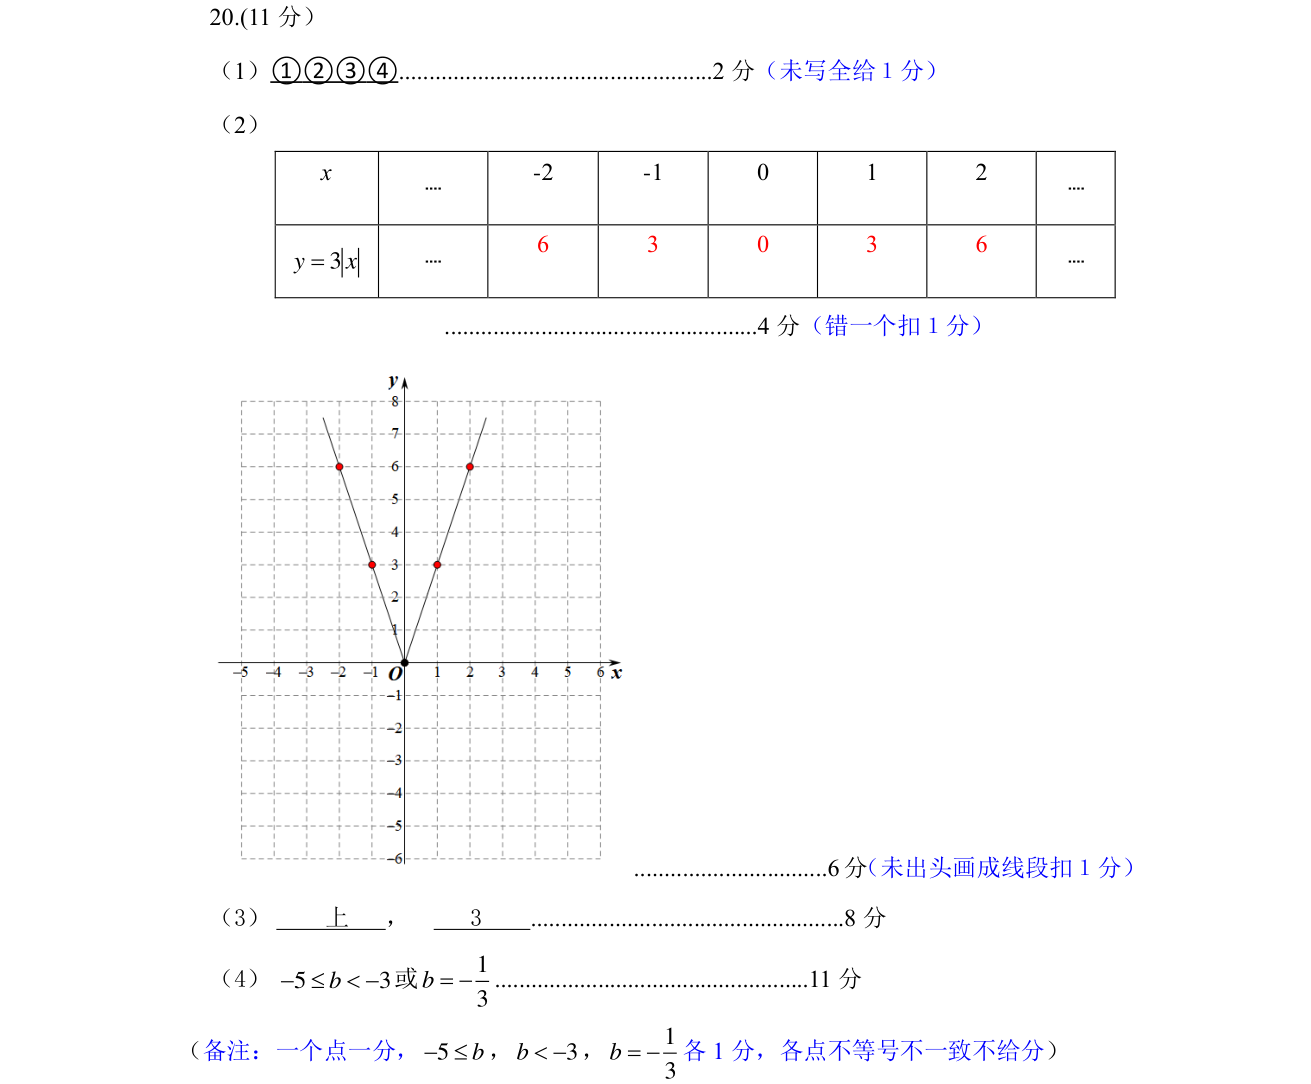 20.(11 分）
（1）①②③④....................................................2 分（未写全给 1 分）
（2）
x .... -2 -1 0 1 2 ....
y = 3|x| .... 6 3 0 3 6 ....
....................................................4 分（错一个扣 1 分）
y
8
7
6
5
4
3
2
1
–5 –4 –3 –2 –1 O 1 2 3 4 5 6 x
–1
–2
–3
–4
–5
–6
................................6 分（未出头画成线段扣 1 分）
（3） 上 ， 3 ....................................................8 分
（4） −5 ≤ b < −3 或 b = −1/3 ....................................................11 分
（备注：一个点一分， −5 ≤ b ， b < −3 ， b = −1/3 各 1 分，各点不等号不一致不给分）